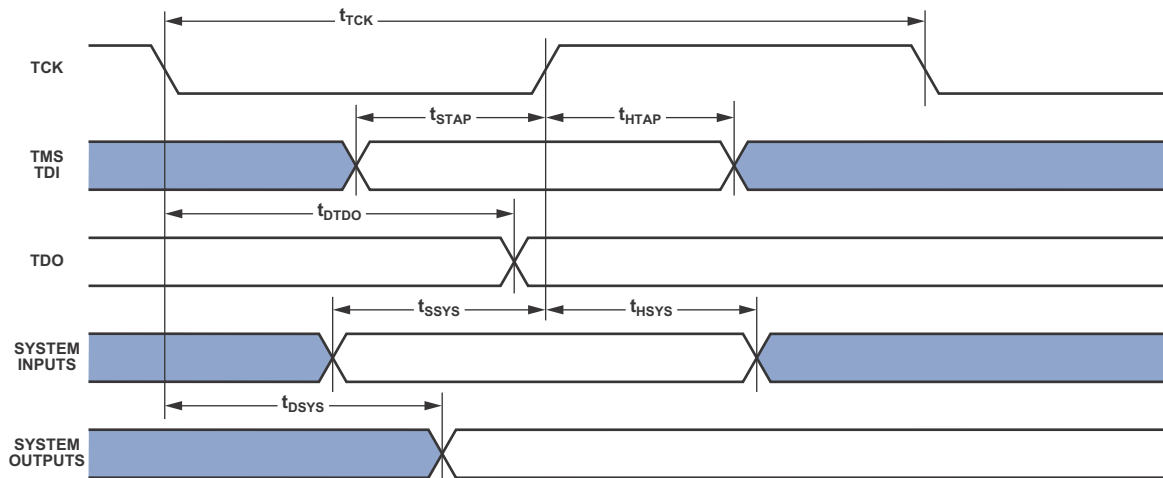 tTCK
TCK
tSTAP
tHTAP
TMS
TDI
tDTDO
TDO
tSSYS
tHSYS
SYSTEM
INPUTS
tDSYS
SYSTEM
OUTPUTS